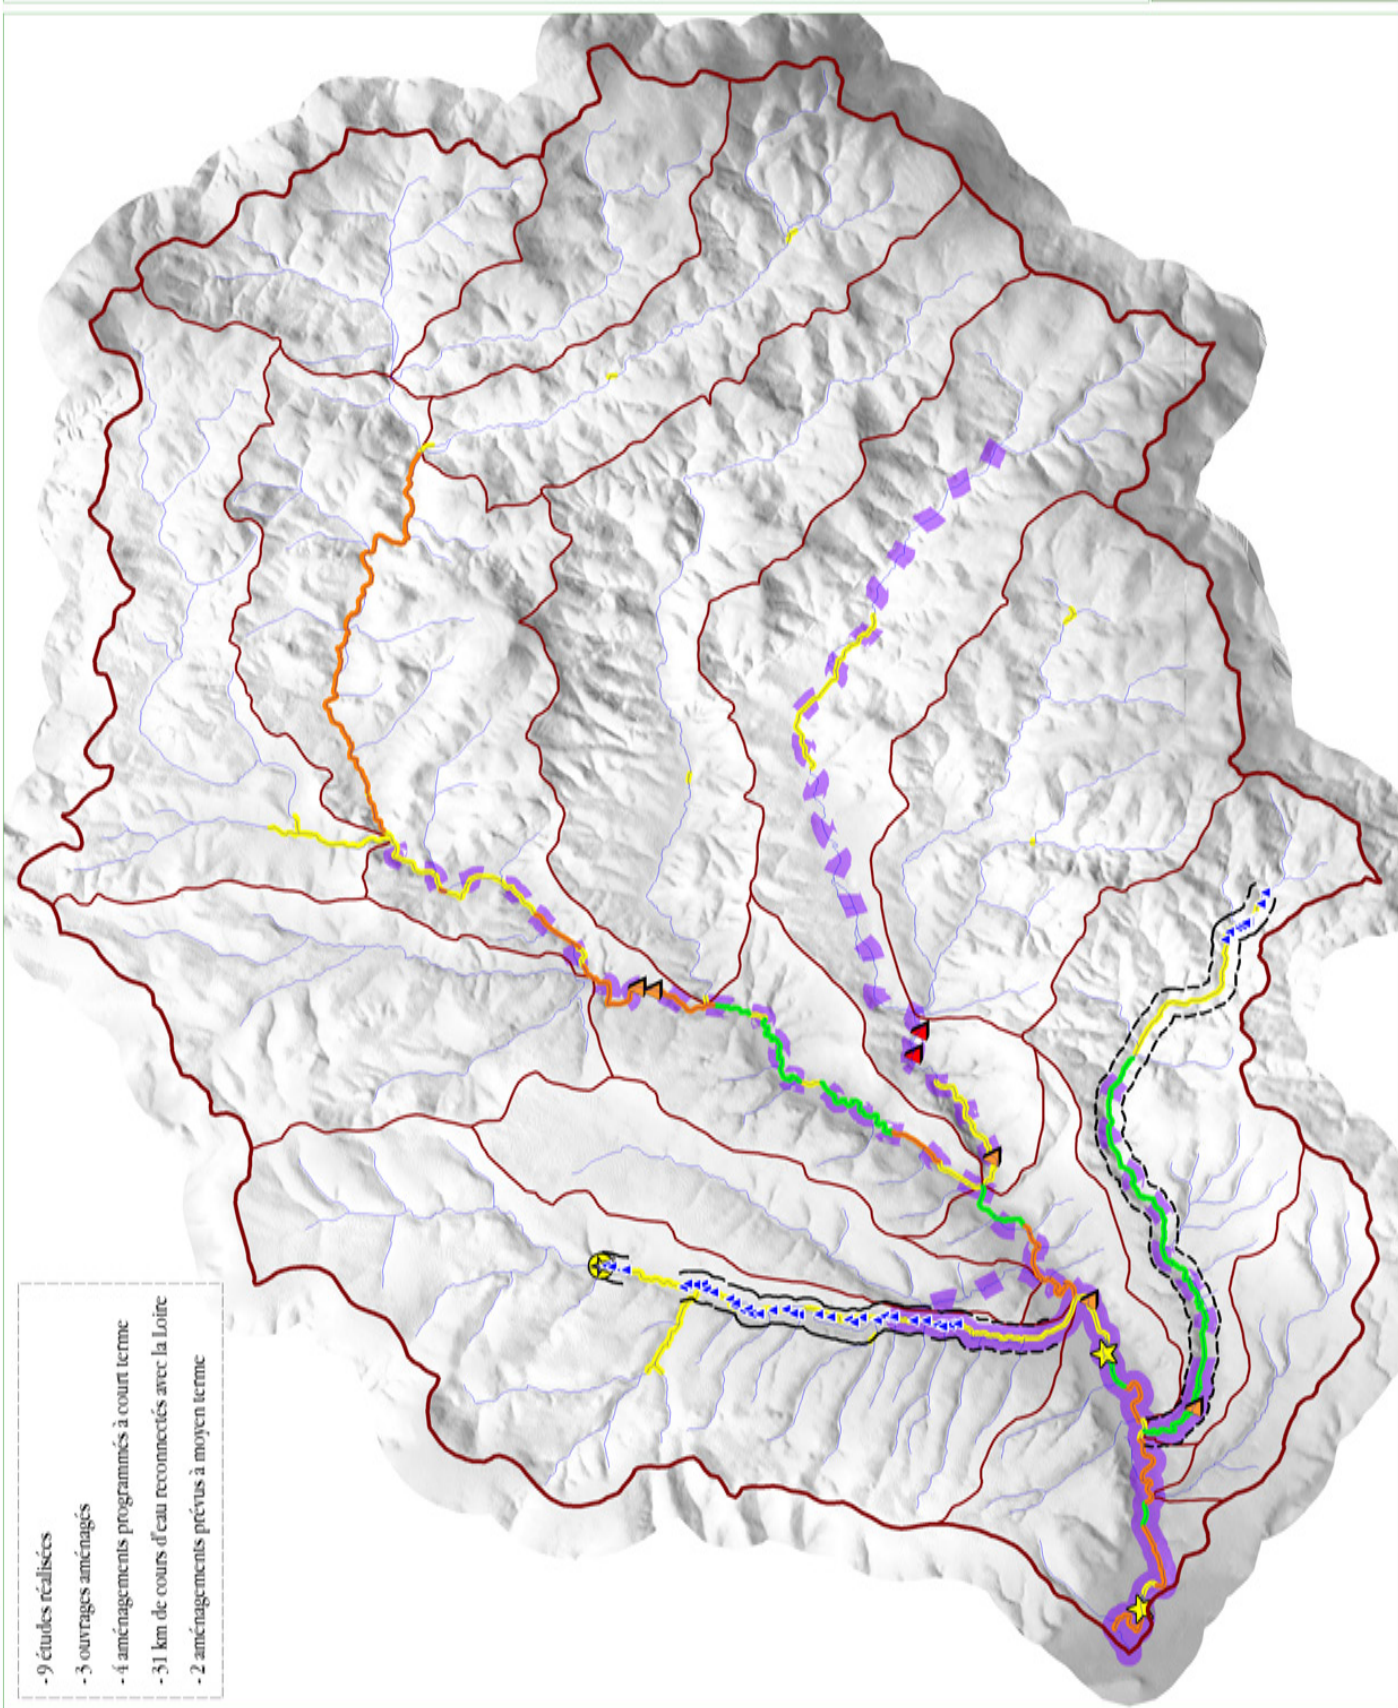 - 9 études réalisées
- 3 ouvrages aménagés
- 4 aménagements programmés à court terme
- 31 km de cours d'eau reconnectés avec la Loire
- 2 aménagements prévus à moyen terme